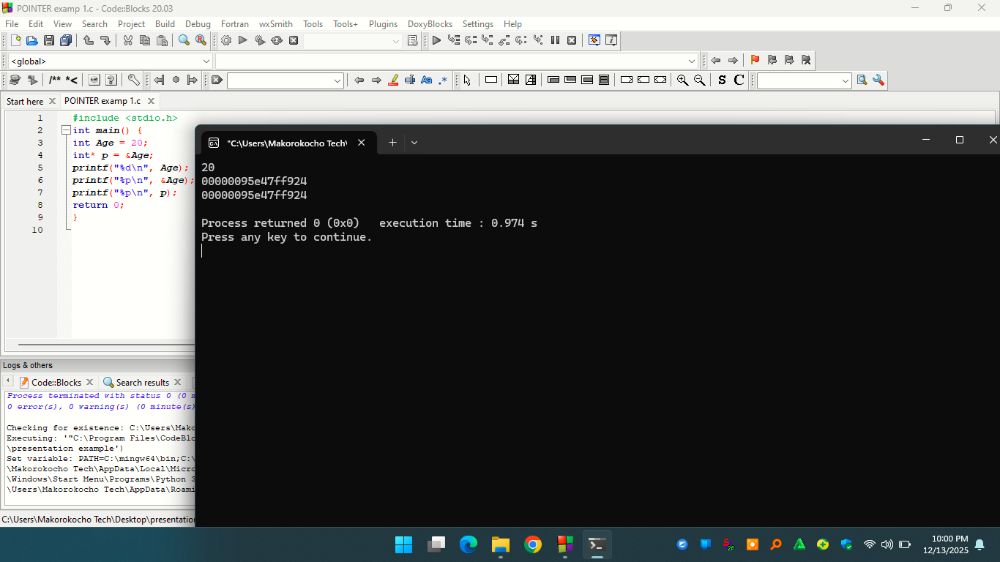 POINTER examp 1.c - Code::Blocks 20.03
File Edit View Search Project Build Debug Fortran wxSmith Tools Tools+ Plugins DoxyBlocks Settings Help
<global>
/** *<
Aa .*
S C
Start here POINTER examp 1.c
1 #include <stdio.h>
2 int main() {
3 int Age = 20;
4 int* p = &Age;
5 printf("%d\n", Age);
6 printf("%p\n", &Age);
7 printf("%p\n", p);
8 return 0;
9 }
10
"C:\Users\Makorokocho Tech\
20
00000095e47ff924
00000095e47ff924
Process returned 0 (0x0) execution time : 0.974 s
Press any key to continue.
Logs & others
Code::Blocks Search results
Process terminated with status 0 (0
0 error(s), 0 warning(s) (0 minute(s)
Checking for existence: C:\Users\Mako
Executing: '"C:\Program Files\CodeBlo
\presentation example')
Set variable: PATH=C:\mingw64\bin;C:\
\Makorokocho Tech\AppData\Local\Micro
\Windows\Start Menu\Programs\Python 3
\Users\Makorokocho Tech\AppData\Roami
C:\Users\Makorokocho Tech\Desktop\presentation
10:00 PM
12/13/2025